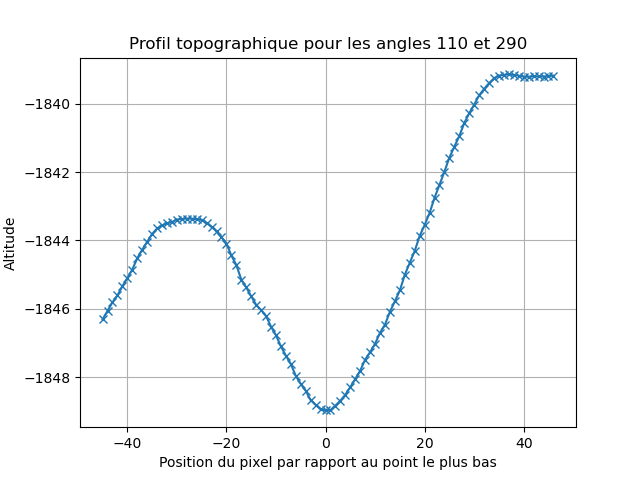 Profil topographique pour les angles 110 et 290
Altitude
−1840
−1842
−1844
−1846
−1848
−40 −20 0 20 40
Position du pixel par rapport au point le plus bas